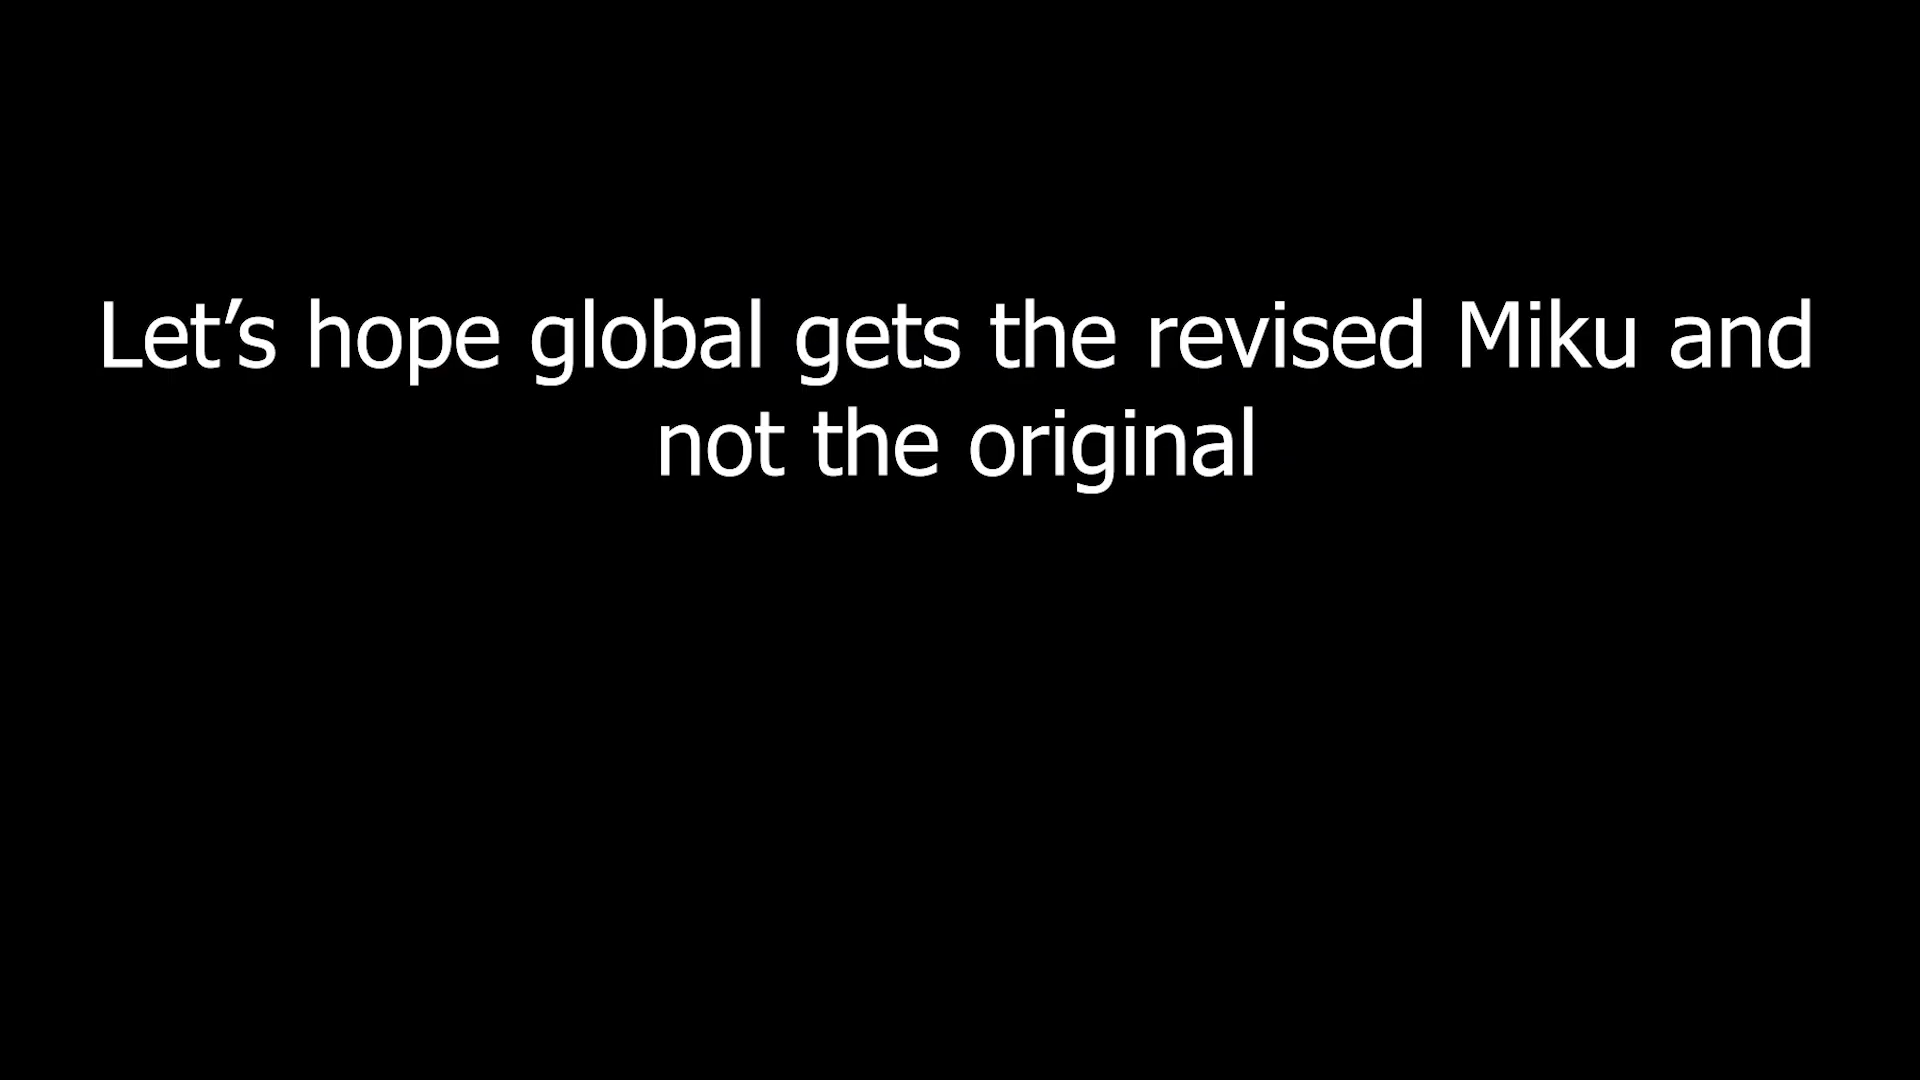 Let’s hope global gets the revised Miku and
not the original